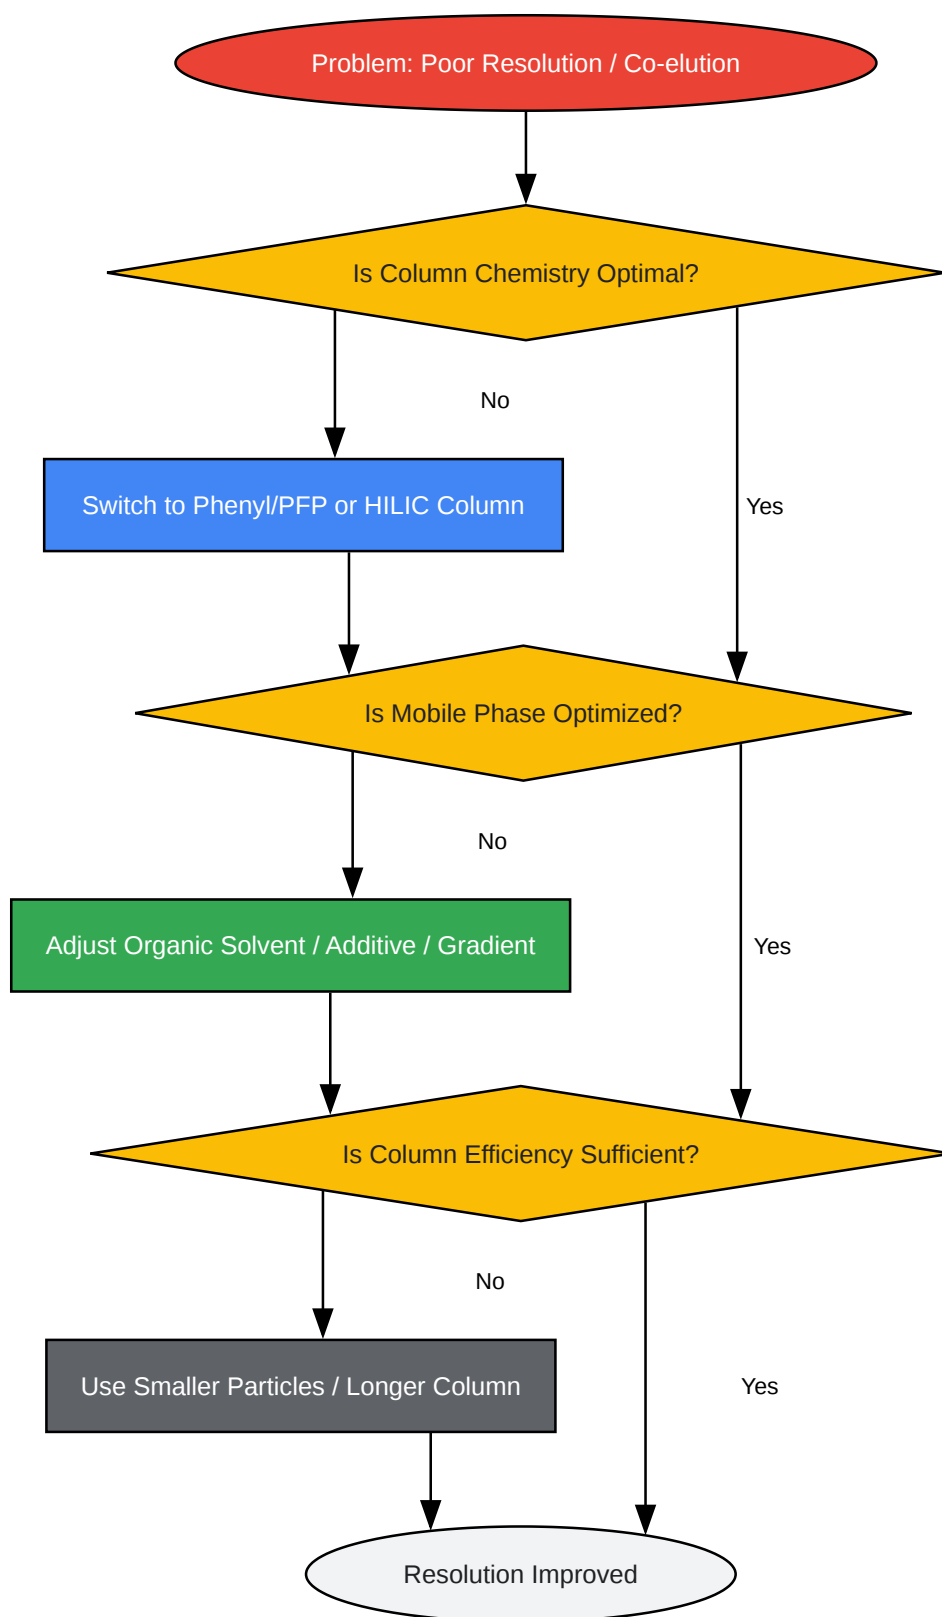 Problem: Poor Resolution / Co-elution
Is Column Chemistry Optimal?
No
Switch to Phenyl/PFP or HILIC Column
Yes
Is Mobile Phase Optimized?
No
Adjust Organic Solvent / Additive / Gradient
Yes
Is Column Efficiency Sufficient?
No
Use Smaller Particles / Longer Column
Yes
Resolution Improved